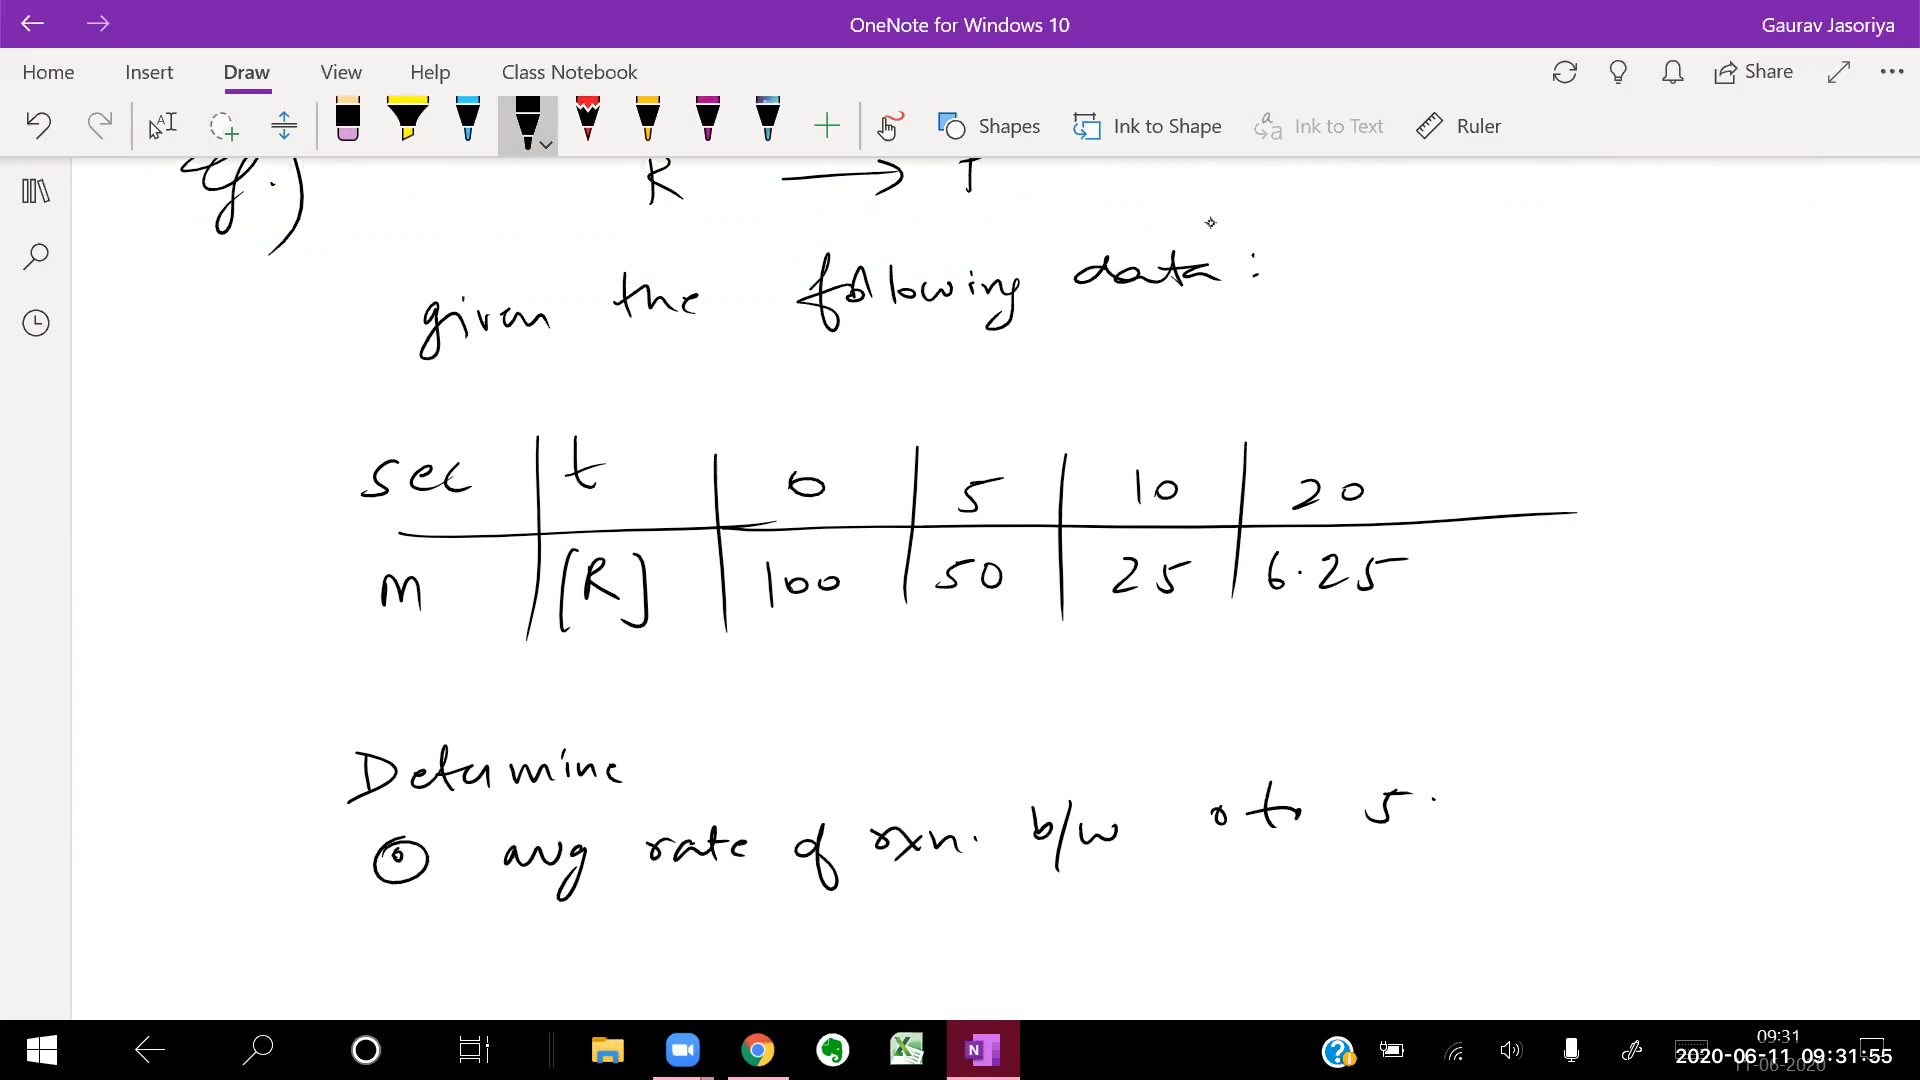 OneNote for Windows 10
Gaurav Jasoriya
Home Insert Draw View Help Class Notebook Share
Shapes Ink to Shape Ink to Text Ruler
R →
given the following data :
sec t 0 5 10 20
M [R] 100 50 25 6.25
Determine
avg rate of rxn. b/w 0 to 5.
09:31
2020-06-11 09:31:55